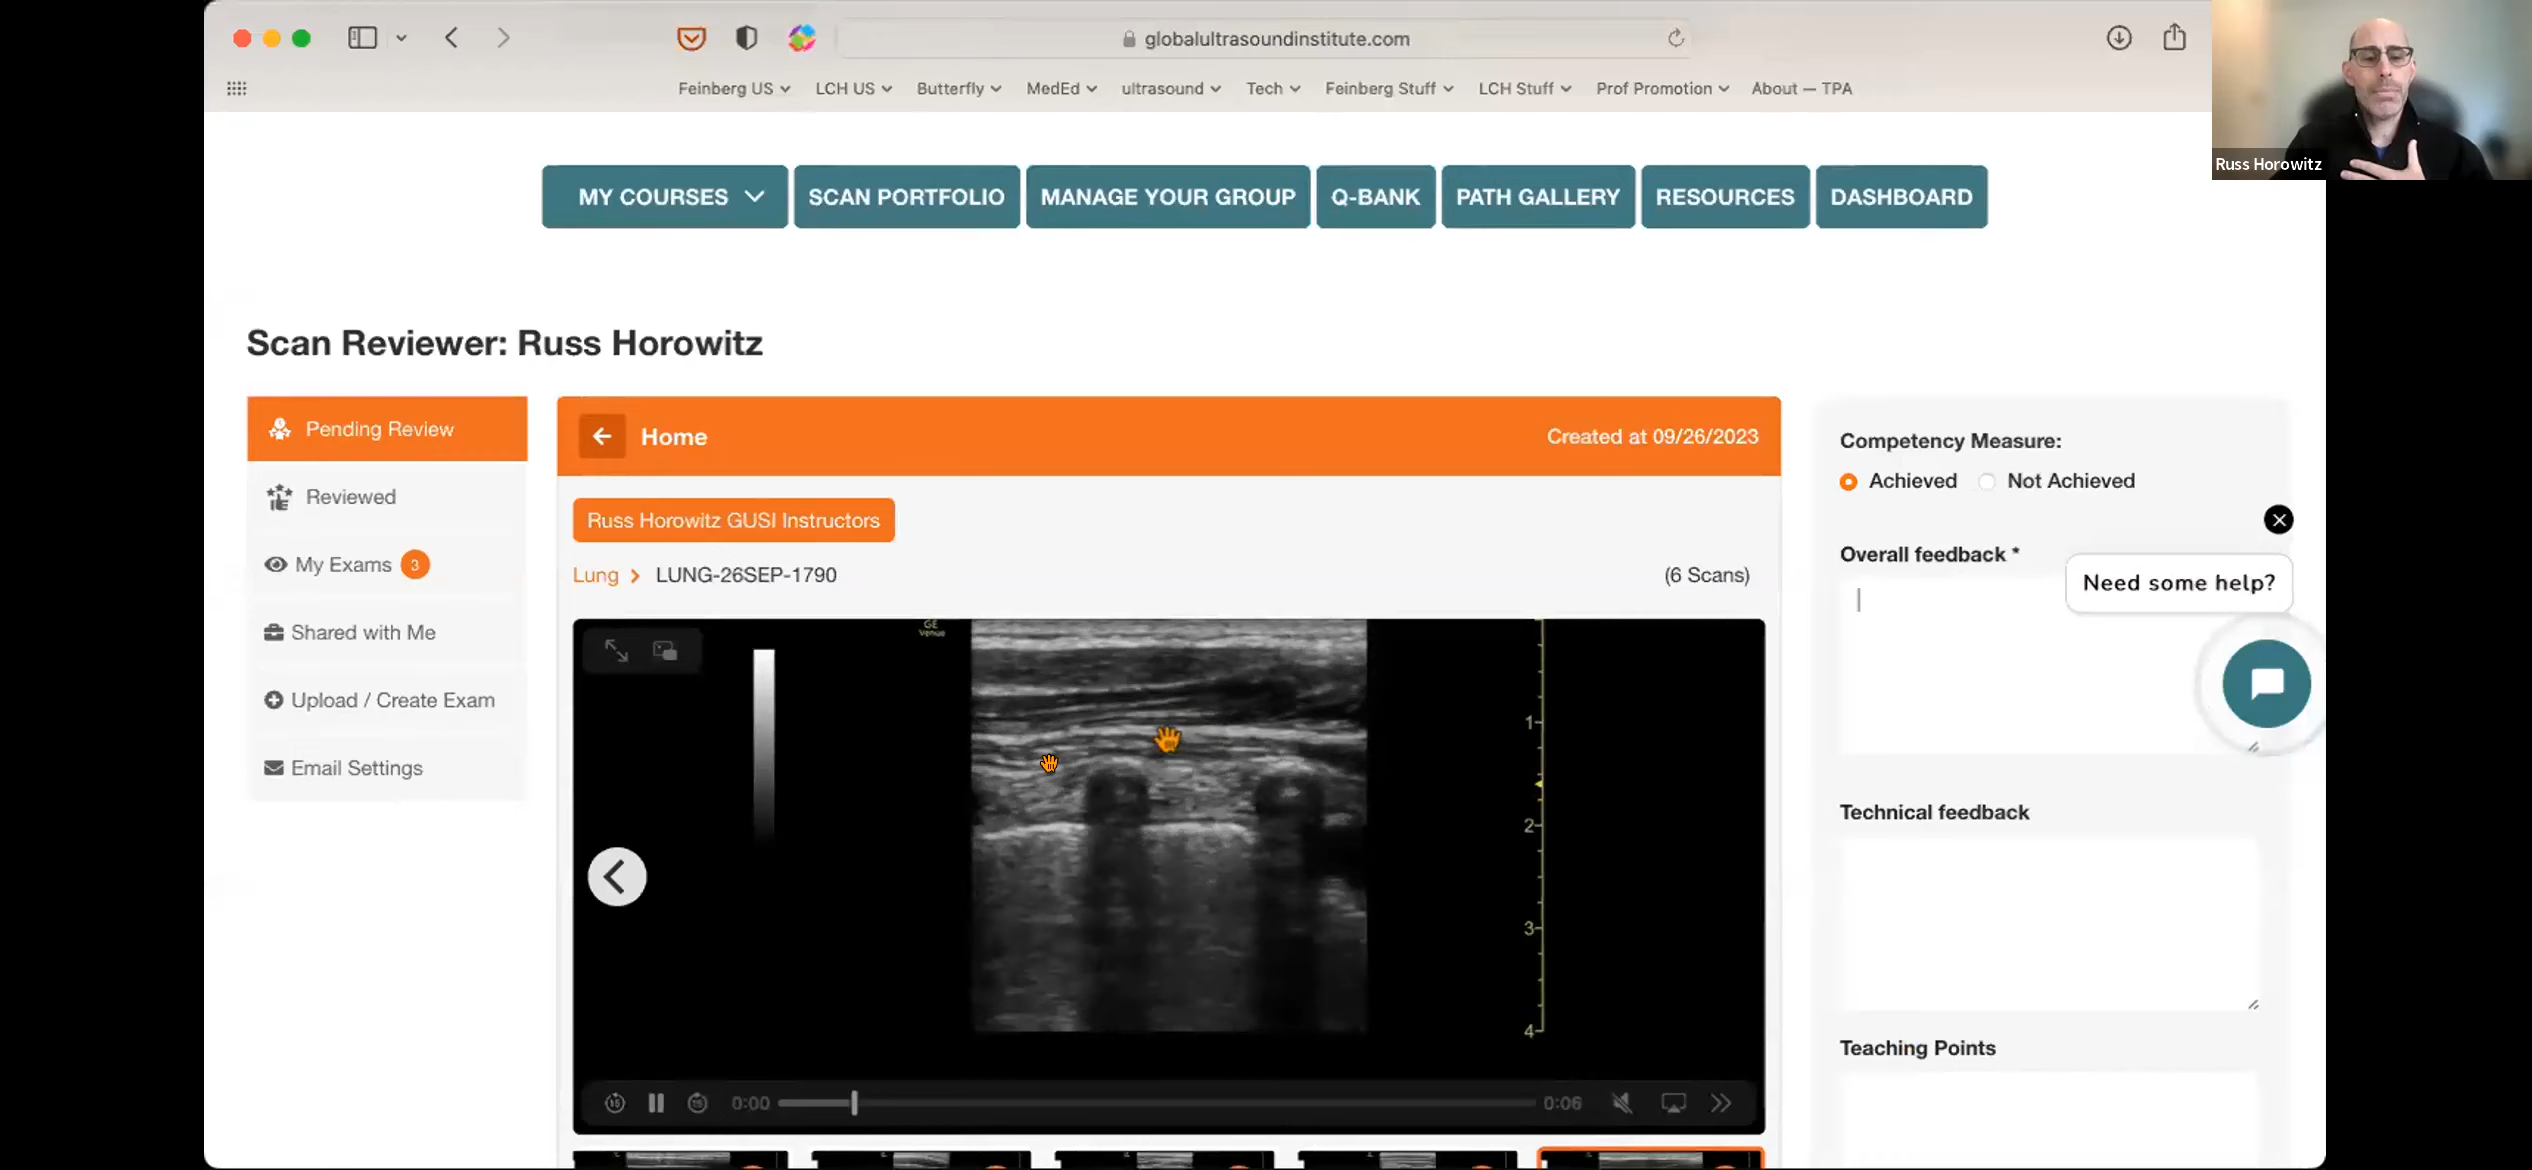 globalultrasoundinstitute.com
Feinberg US
LCH US
Butterfly
MedEd
ultrasound
Tech
Feinberg Stuff
LCH Stuff
Prof Promotion
About — TPA
Russ Horowitz
MY COURSES
SCAN PORTFOLIO
MANAGE YOUR GROUP
Q-BANK
PATH GALLERY
RESOURCES
DASHBOARD
Scan Reviewer: Russ Horowitz
Pending Review
Reviewed
My Exams 3
Shared with Me
Upload / Create Exam
Email Settings
Home
Created at 09/26/2023
Russ Horowitz GUSI Instructors
Lung > LUNG-26SEP-1790
(6 Scans)
GE
Venue
1
2
3
4
15
15
0:00
0:06
Competency Measure:
Achieved
Not Achieved
Overall feedback *
Need some help?
Technical feedback
Teaching Points